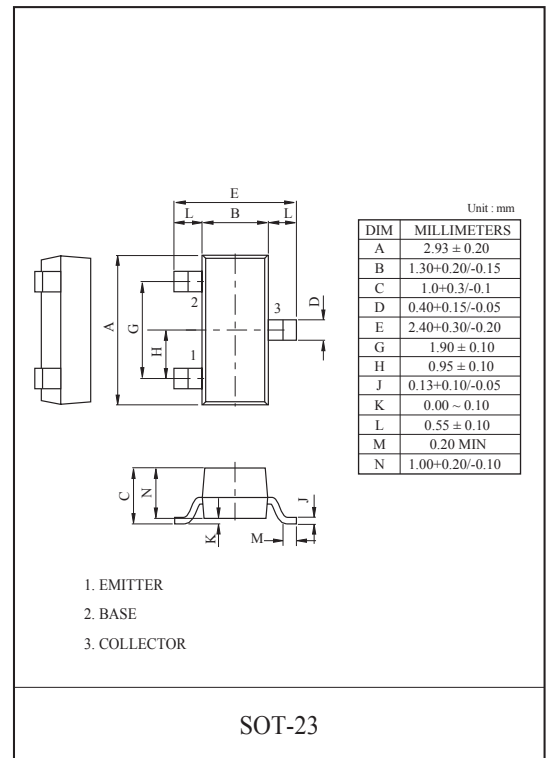 E
L B L
2
3
D
A
G
H
1
C
N
K
M
J
Unit : mm
DIM MILLIMETERS
A 2.93 ± 0.20
B 1.30+0.20/-0.15
C 1.0+0.3/-0.1
D 0.40+0.15/-0.05
E 2.40+0.30/-0.20
G 1.90 ± 0.10
H 0.95 ± 0.10
J 0.13+0.10/-0.05
K 0.00 ~ 0.10
L 0.55 ± 0.10
M 0.20 MIN
N 1.00+0.20/-0.10
1. EMITTER
2. BASE
3. COLLECTOR
SOT-23